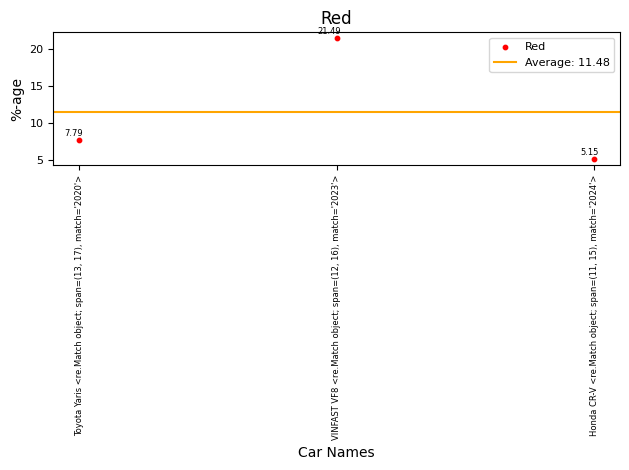 Red
21.49
Red
Average: 11.48
20
15
10
5
%-age
7.79
5.15
Toyota Yaris <re.Match object; span=(13, 17), match='2020'>
VINFAST VF8 <re.Match object; span=(12, 16), match='2023'>
Honda CR-V <re.Match object; span=(11, 15), match='2024'>
Car Names